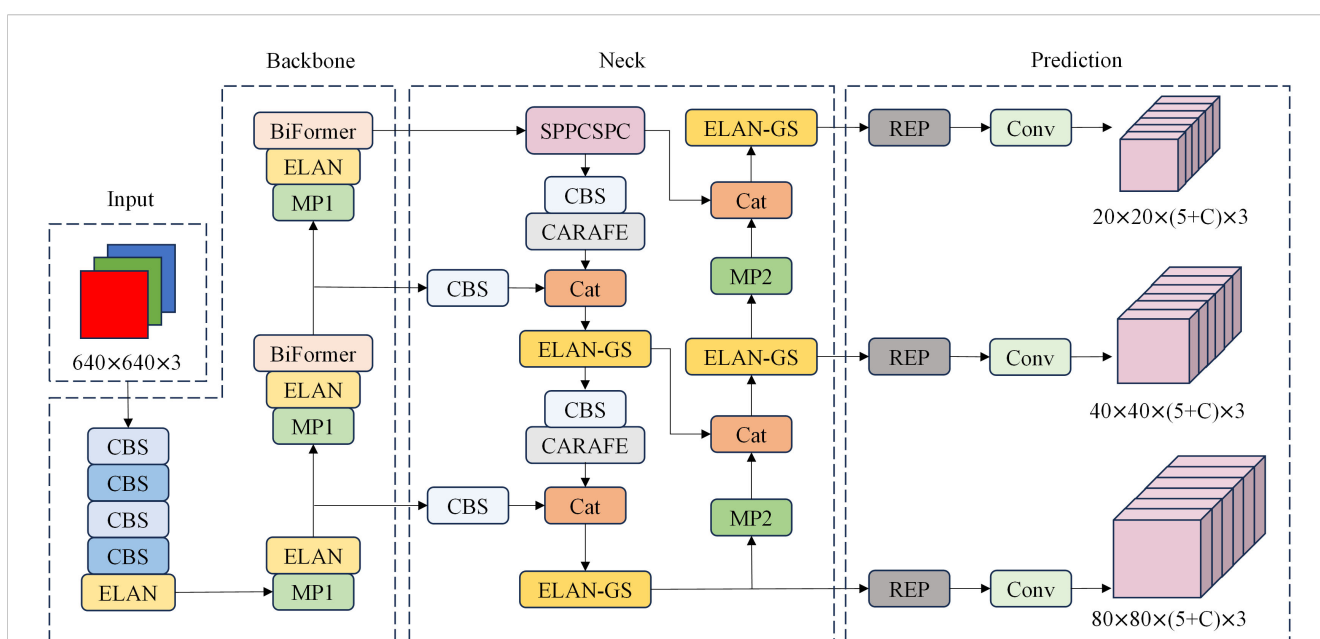 Backbone
Neck
Prediction
Input
640×640×3
CBS
CBS
CBS
CBS
ELAN
BiFormer
ELAN
MP1
BiFormer
ELAN
MP1
ELAN
MP1
CBS
CBS
SPPCSPC
CBS
CARAFE
Cat
ELAN-GS
CBS
CARAFE
Cat
ELAN-GS
ELAN-GS
Cat
MP2
ELAN-GS
Cat
MP2
REP
Conv
20×20×(5+C)×3
REP
Conv
40×40×(5+C)×3
REP
Conv
80×80×(5+C)×3